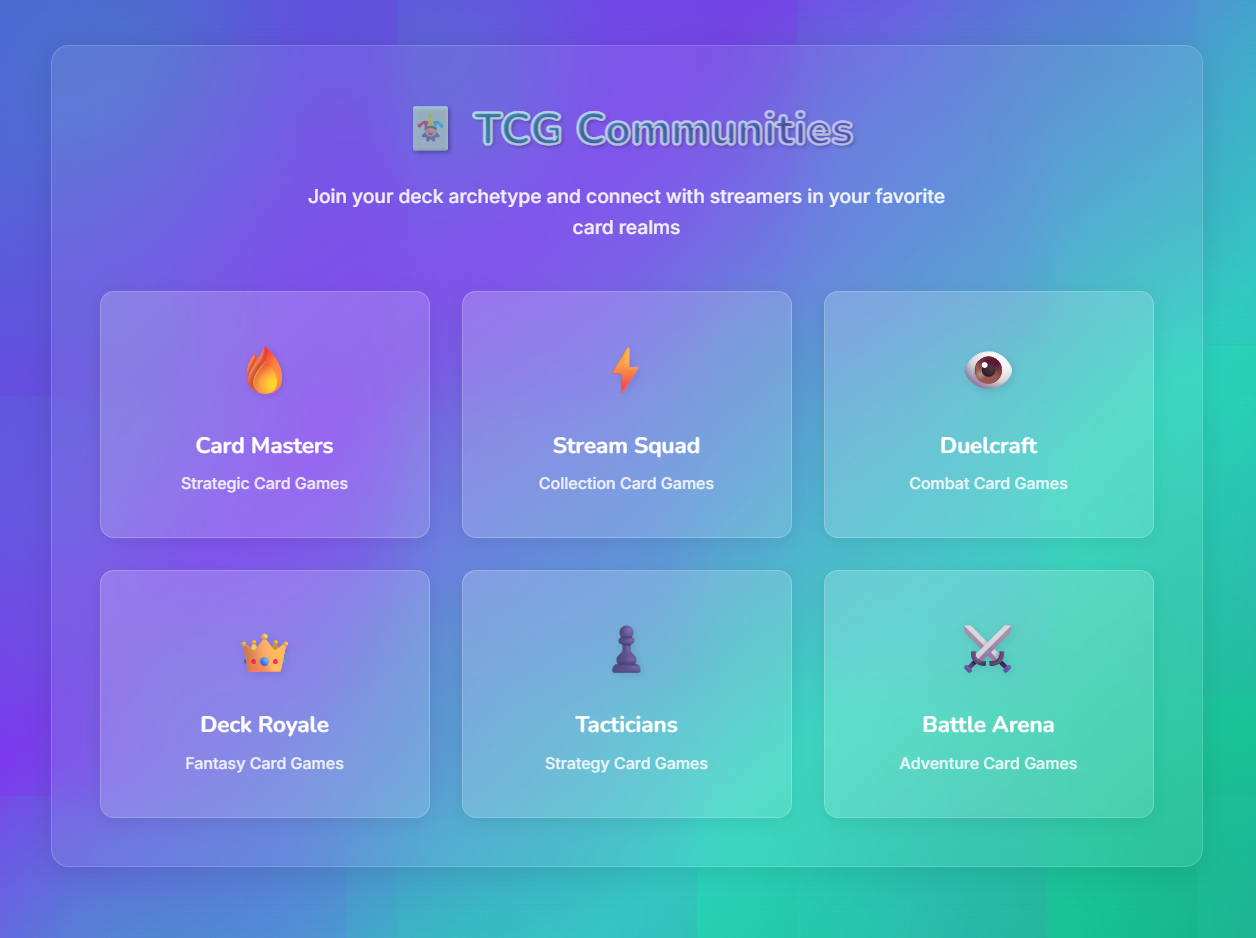 TCG Communities
Join your deck archetype and connect with streamers in your favorite
card realms
Card Masters
Strategic Card Games
Stream Squad
Collection Card Games
Duelcraft
Combat Card Games
Deck Royale
Fantasy Card Games
Tacticians
Strategy Card Games
Battle Arena
Adventure Card Games